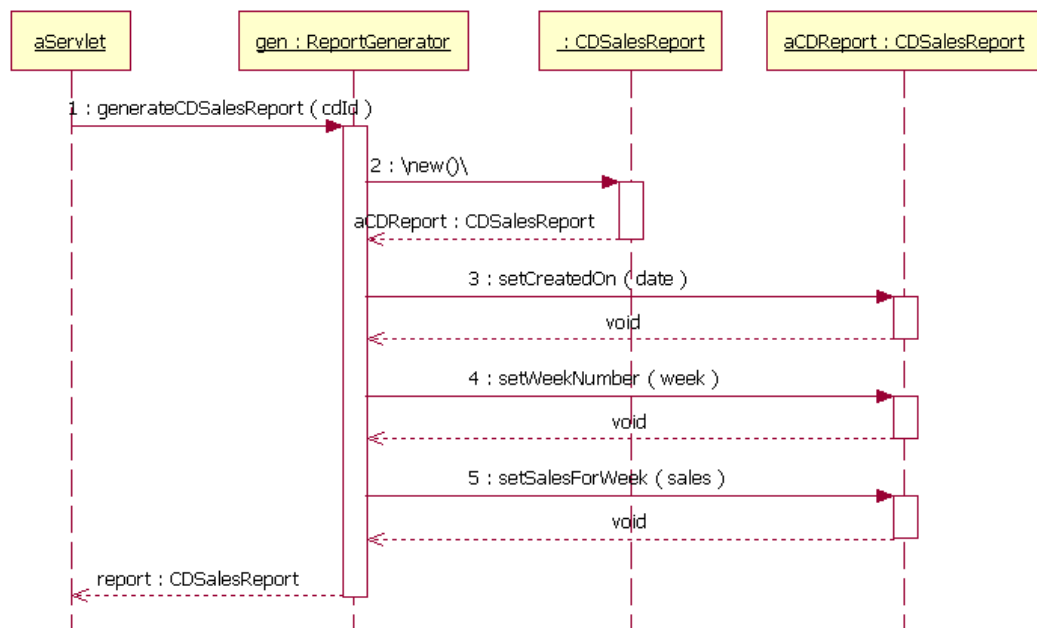 aServlet
gen : ReportGenerator
: CDSalesReport
aCDReport : CDSalesReport
1 : generateCDSalesReport ( cdId )
2 : \new()\
aCDReport : CDSalesReport
3 : setCreatedOn ( date )
void
4 : setWeekNumber ( week )
void
5 : setSalesForWeek ( sales )
void
report : CDSalesReport